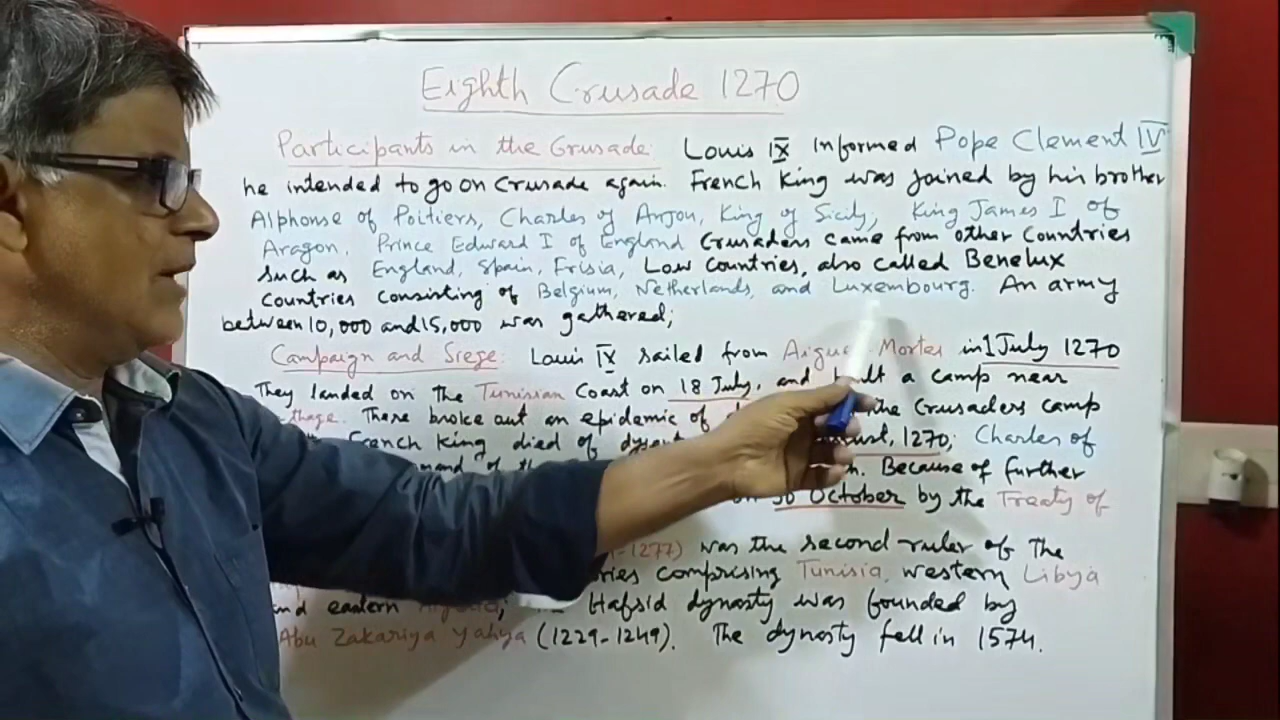 Eighth Crusade 1270
Participants in the Crusade: Louis IX informed Pope Clement IV
he intended to go on Crusade again. French King was joined by his brother
Alphonse of Poitiers, Charles of Anjou, King of Sicily, King James I of
Aragon, Prince Edward I of England Crusaders came from other Countries
such as England, Spain, Frisia, Low Countries, also called Benelux
Countries consisting of Belgium, Netherlands, and Luxembourg. An army
between 10,000 and 15,000 was gathered;
Campaign and Siege: Louis IX sailed from Aigues-Mortes in 1 July 1270
They landed on the Tunisian Coast on 18 July, and built a camp near
thage. There broke out an epidemic of the Crusaders camp
French King died of 1270; Charles of
Because of further
30 October by the Treaty of
-1277) was the second ruler of the
comprising Tunisia, western Libya
and eastern Hafsid dynasty was founded by
Abu Zakariya Yahya (1229-1249). The dynasty fell in 1574.